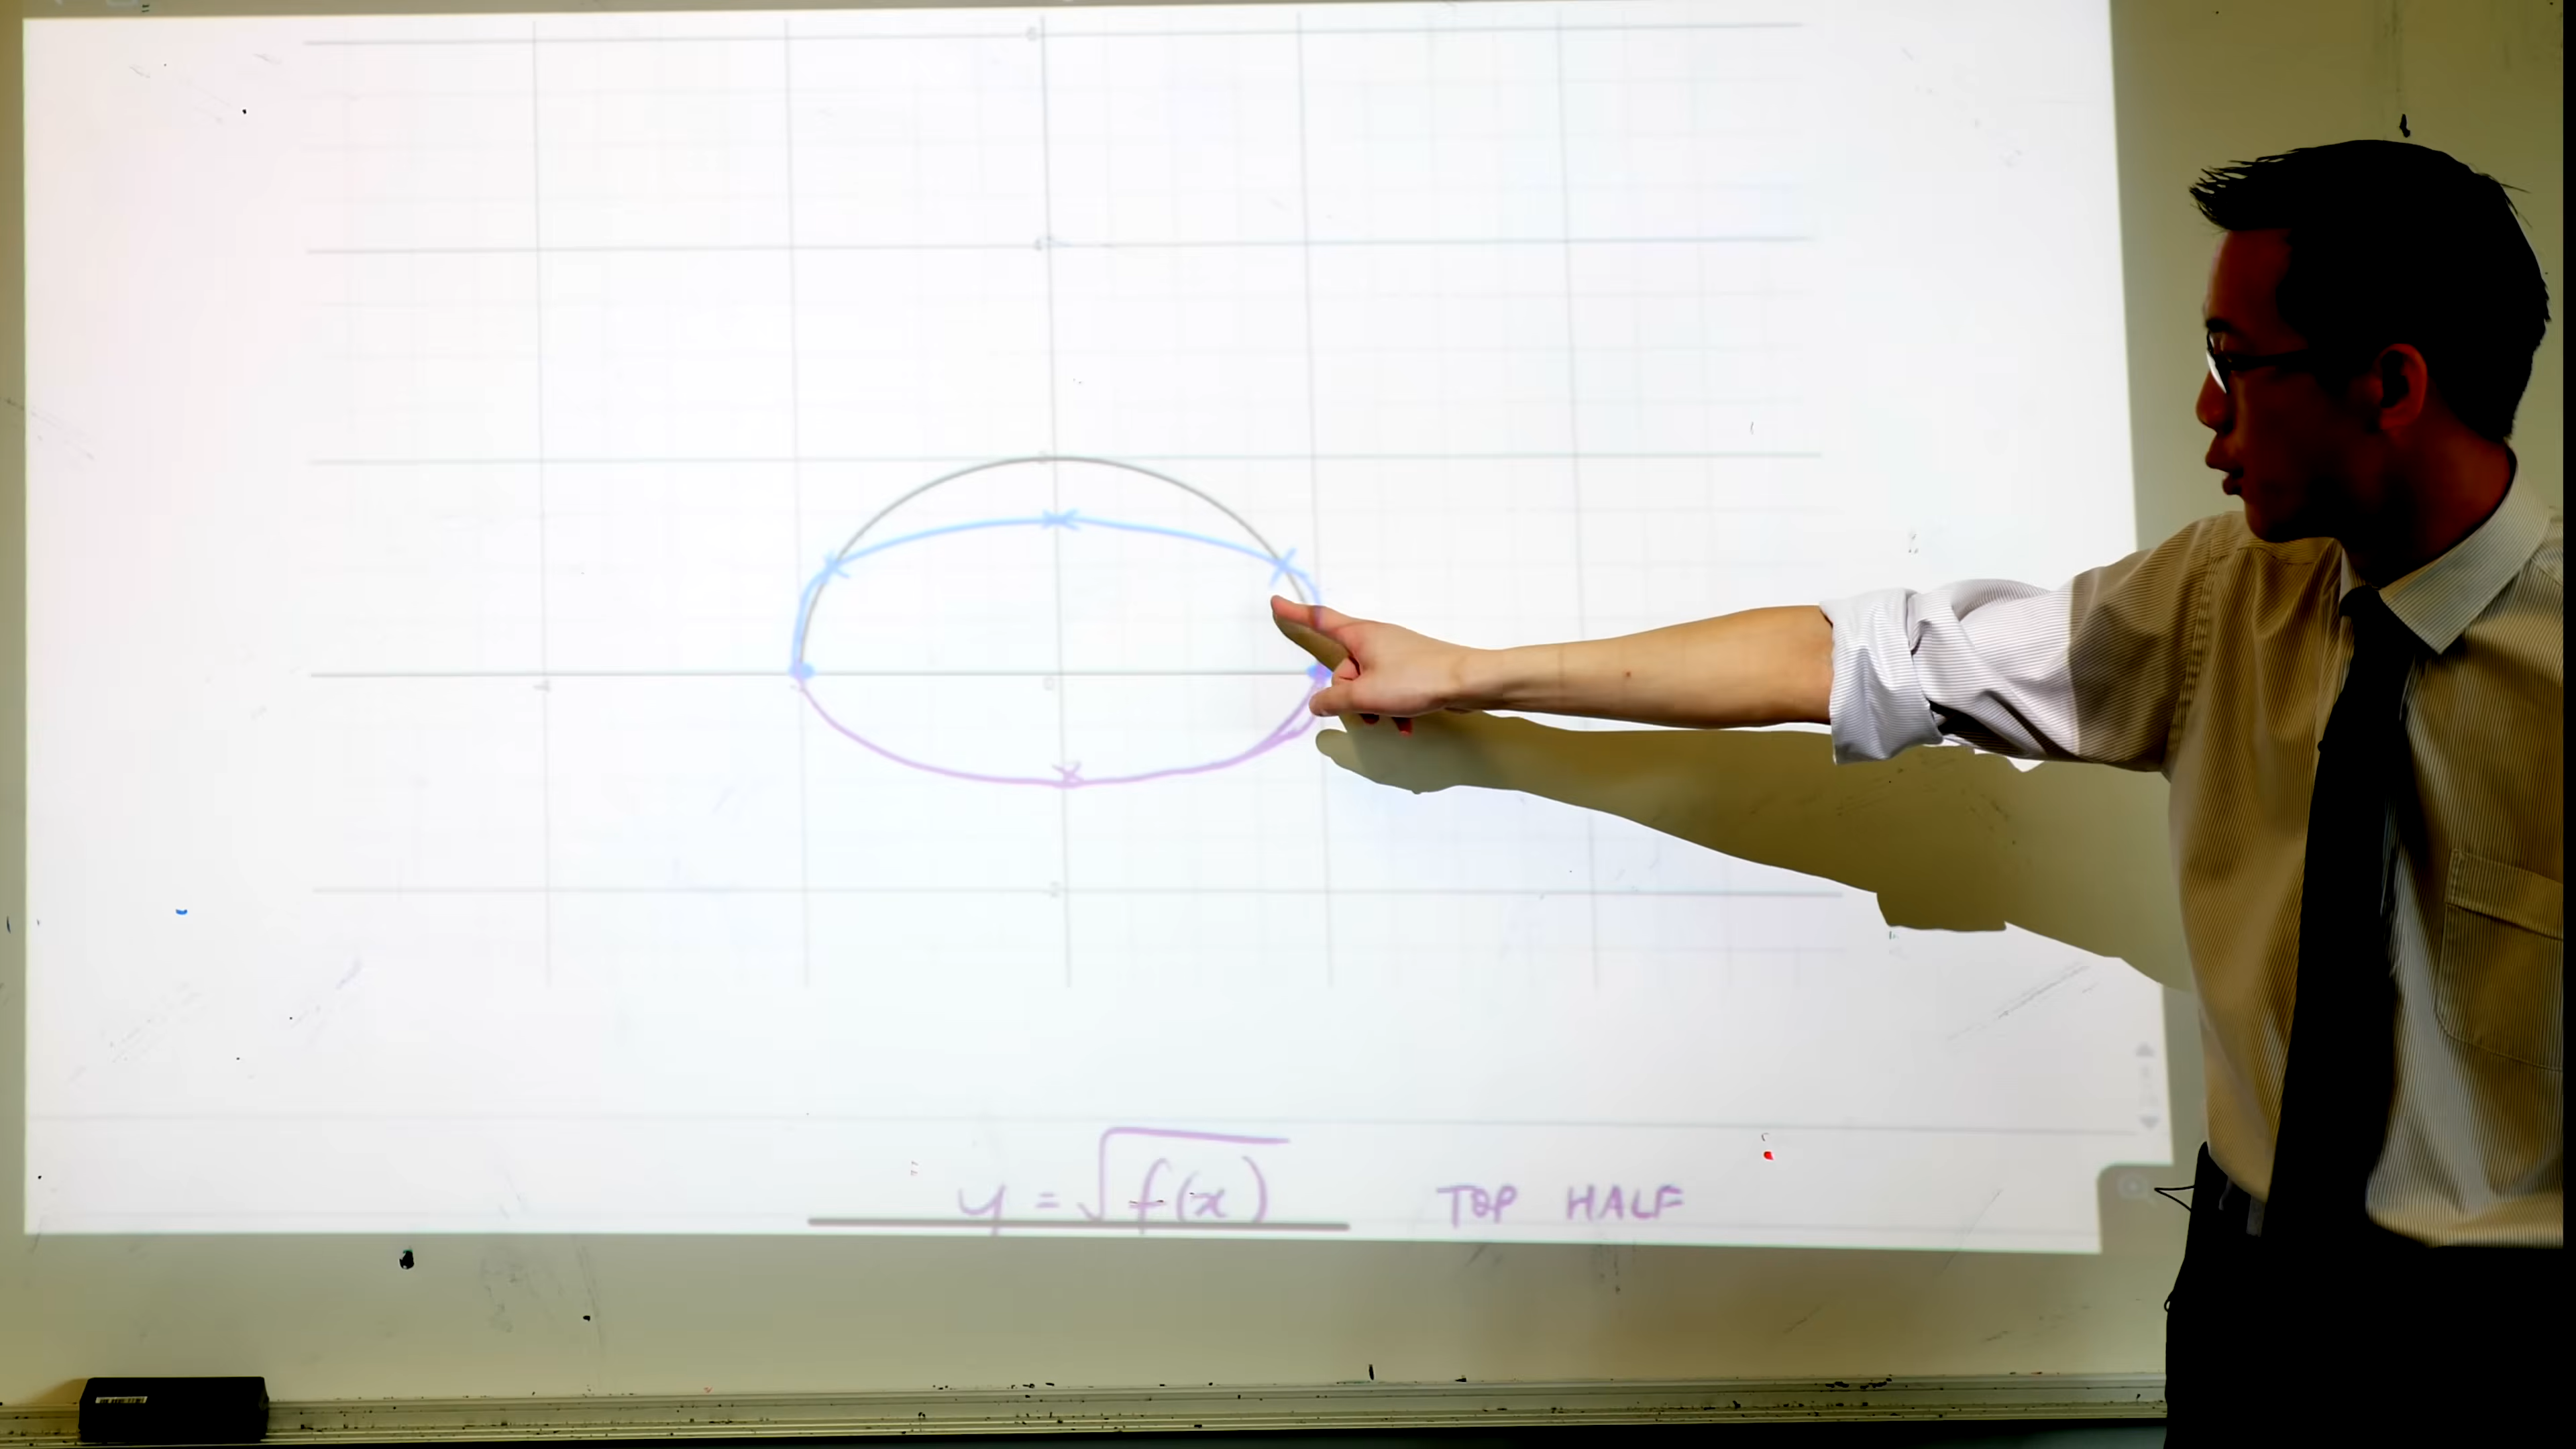 y = √f(x) TOP HALF